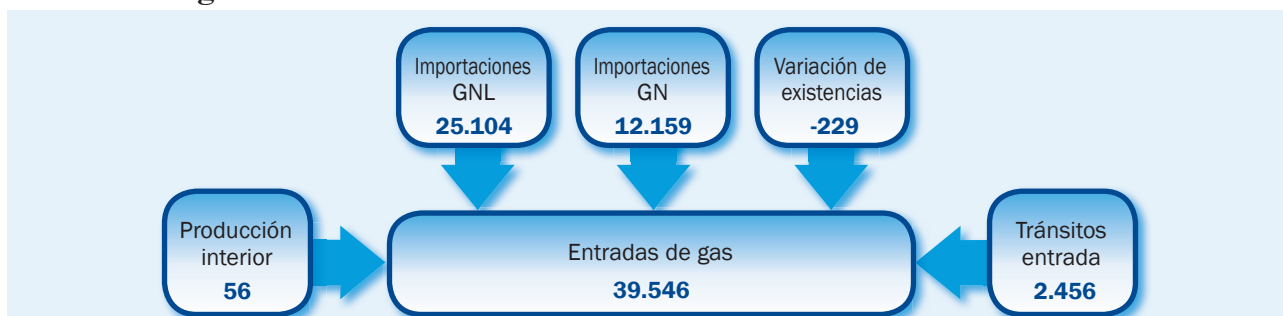 Importaciones
GNL
25.104
Importaciones
GN
12.159
Variación de
existencias
-229
Producción
interior
56
Entradas de gas
39.546
Tránsitos
entrada
2.456